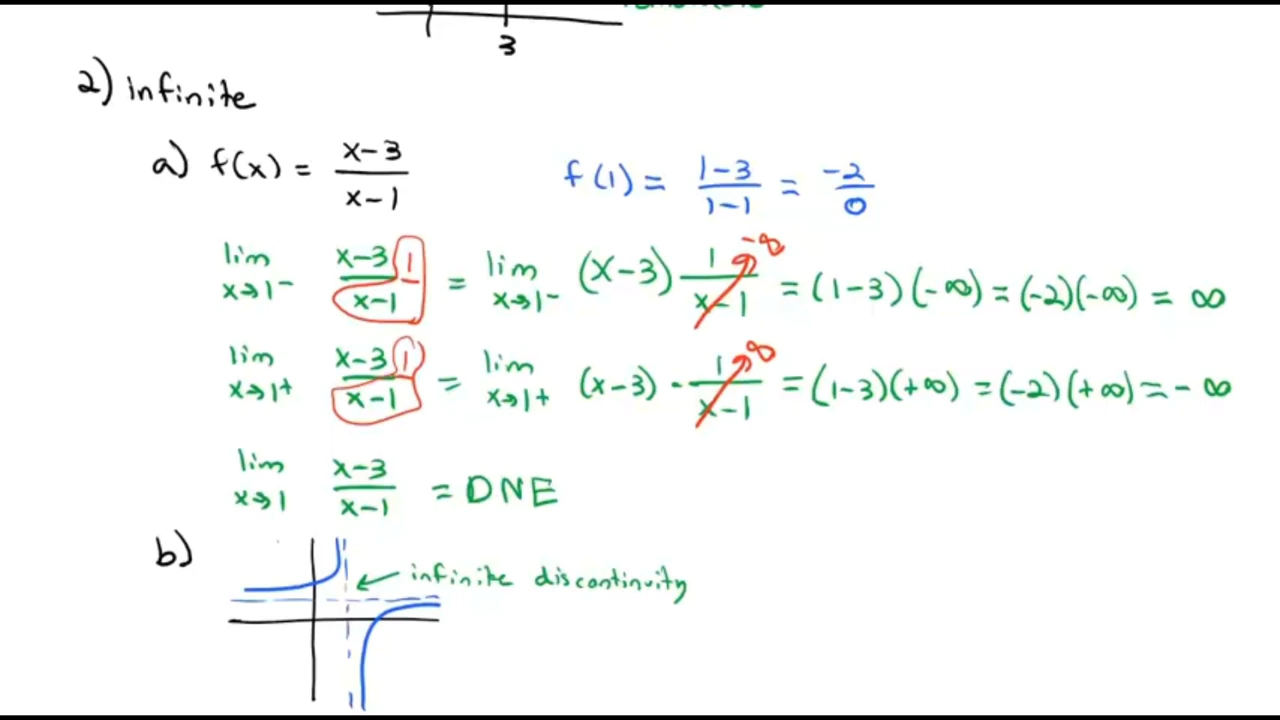 3
2) infinite
a) f(x) = x-3 / x-1
f(1) = 1-3 / 1-1 = -2 / 0
lim x→1⁻ x-3 1 / x-1 = lim x→1⁻ (x-3) 1 / x-1 -∞ = (1-3)(-∞) = (-2)(-∞) = ∞
lim x→1+ x-3 1 / x-1 = lim x→1+ (x-3) · 1 / x-1 ∞ = (1-3)(+∞) = (-2)(+∞) = -∞
lim x→1 x-3 / x-1 = DNE
b)
← infinite discontinuity